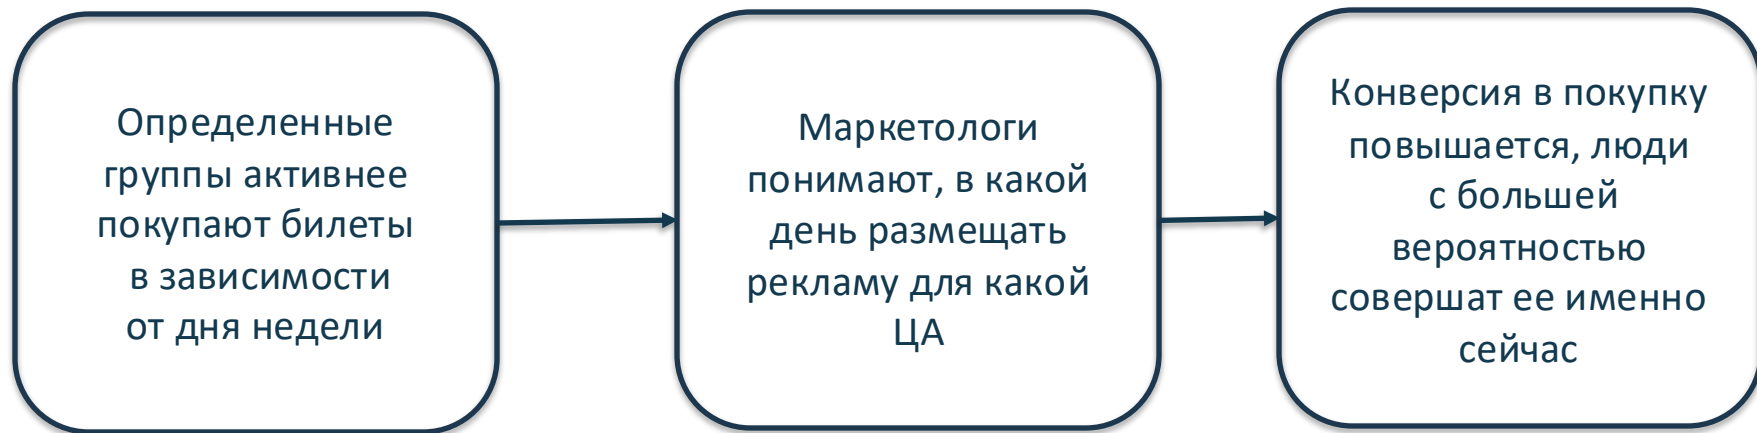 Определенные
группы активнее
покупают билеты
в зависимости
от дня недели
Маркетологи
понимают, в какой
день размещать
рекламу для какой
ЦА
Конверсия в покупку
повышается, люди
с большей
вероятностью
совершат ее именно
сейчас